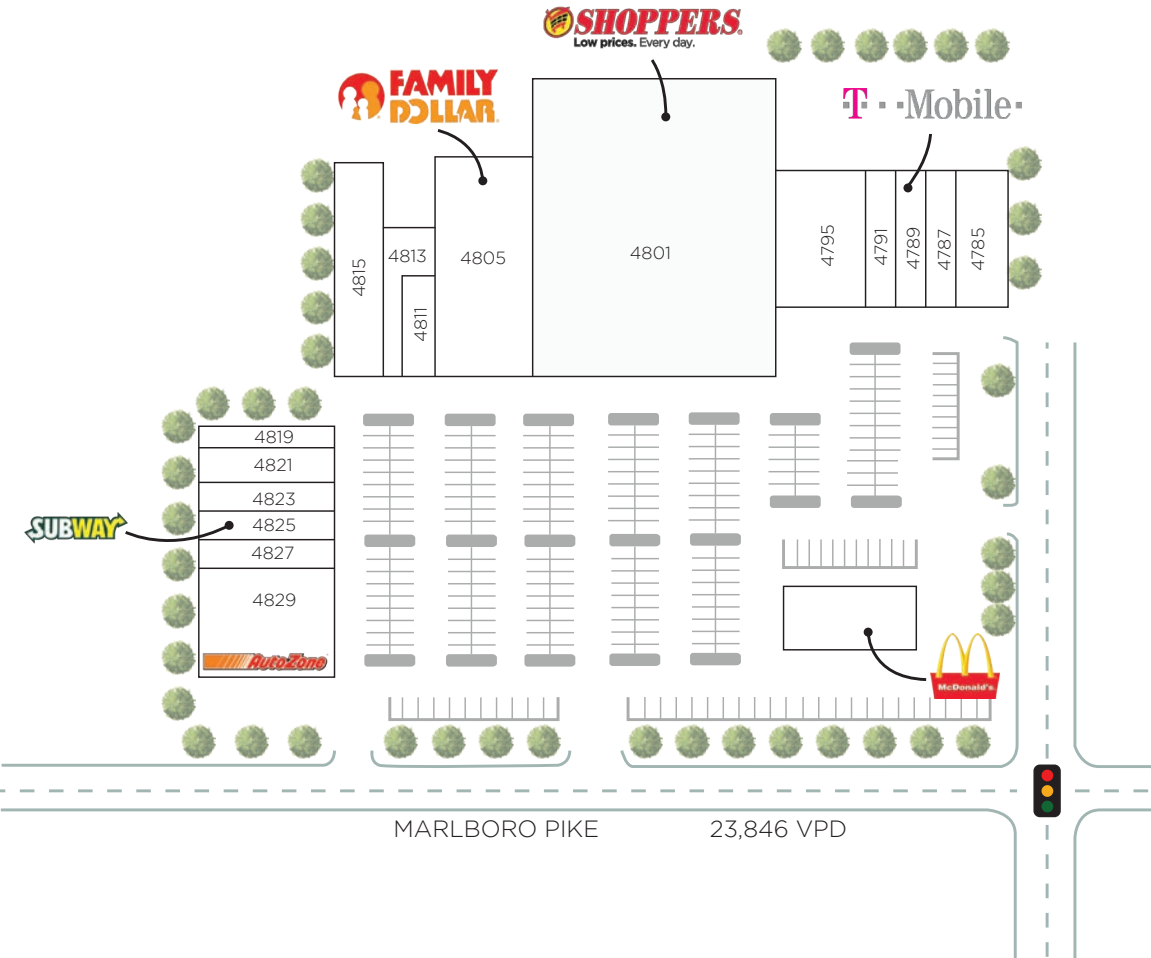 SHOPPERS
Low prices. Every day.
FAMILY
DOLLAR
T··Mobile·
4815
4813
4811
4805
4801
4795
4791
4789
4787
4785
4819
4821
4823
SUBWAY
4825
4827
4829
AutoZone
McDonald's
MARLBORO PIKE
23,846 VPD